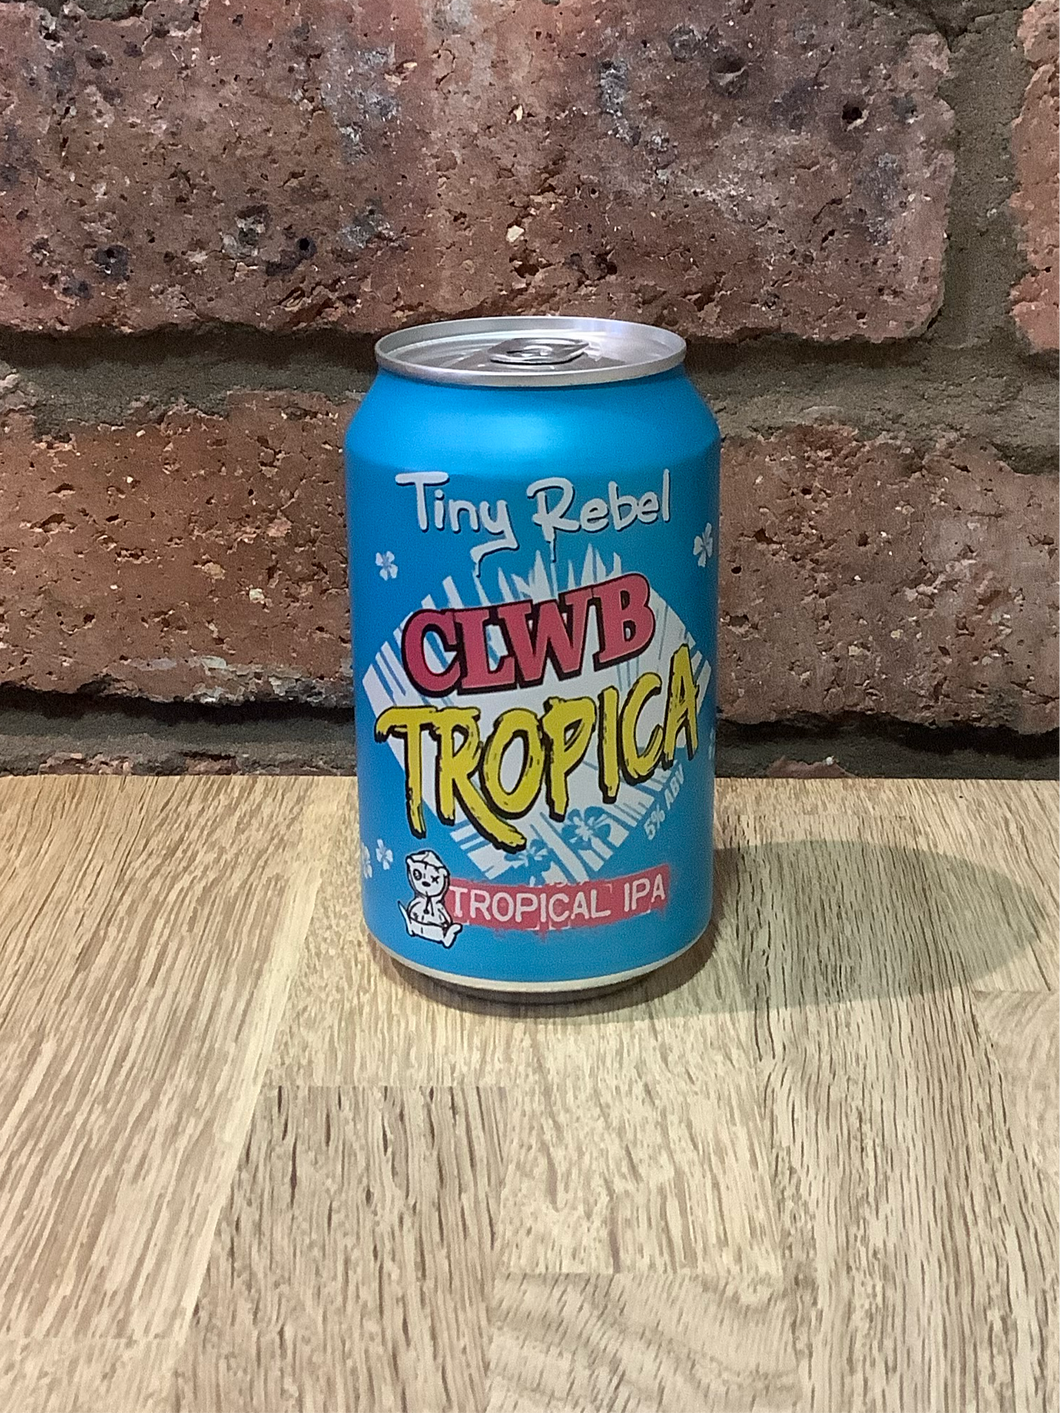 Tiny Rebel
CLWB
TROPICA
5% ABV
TROPICAL IPA